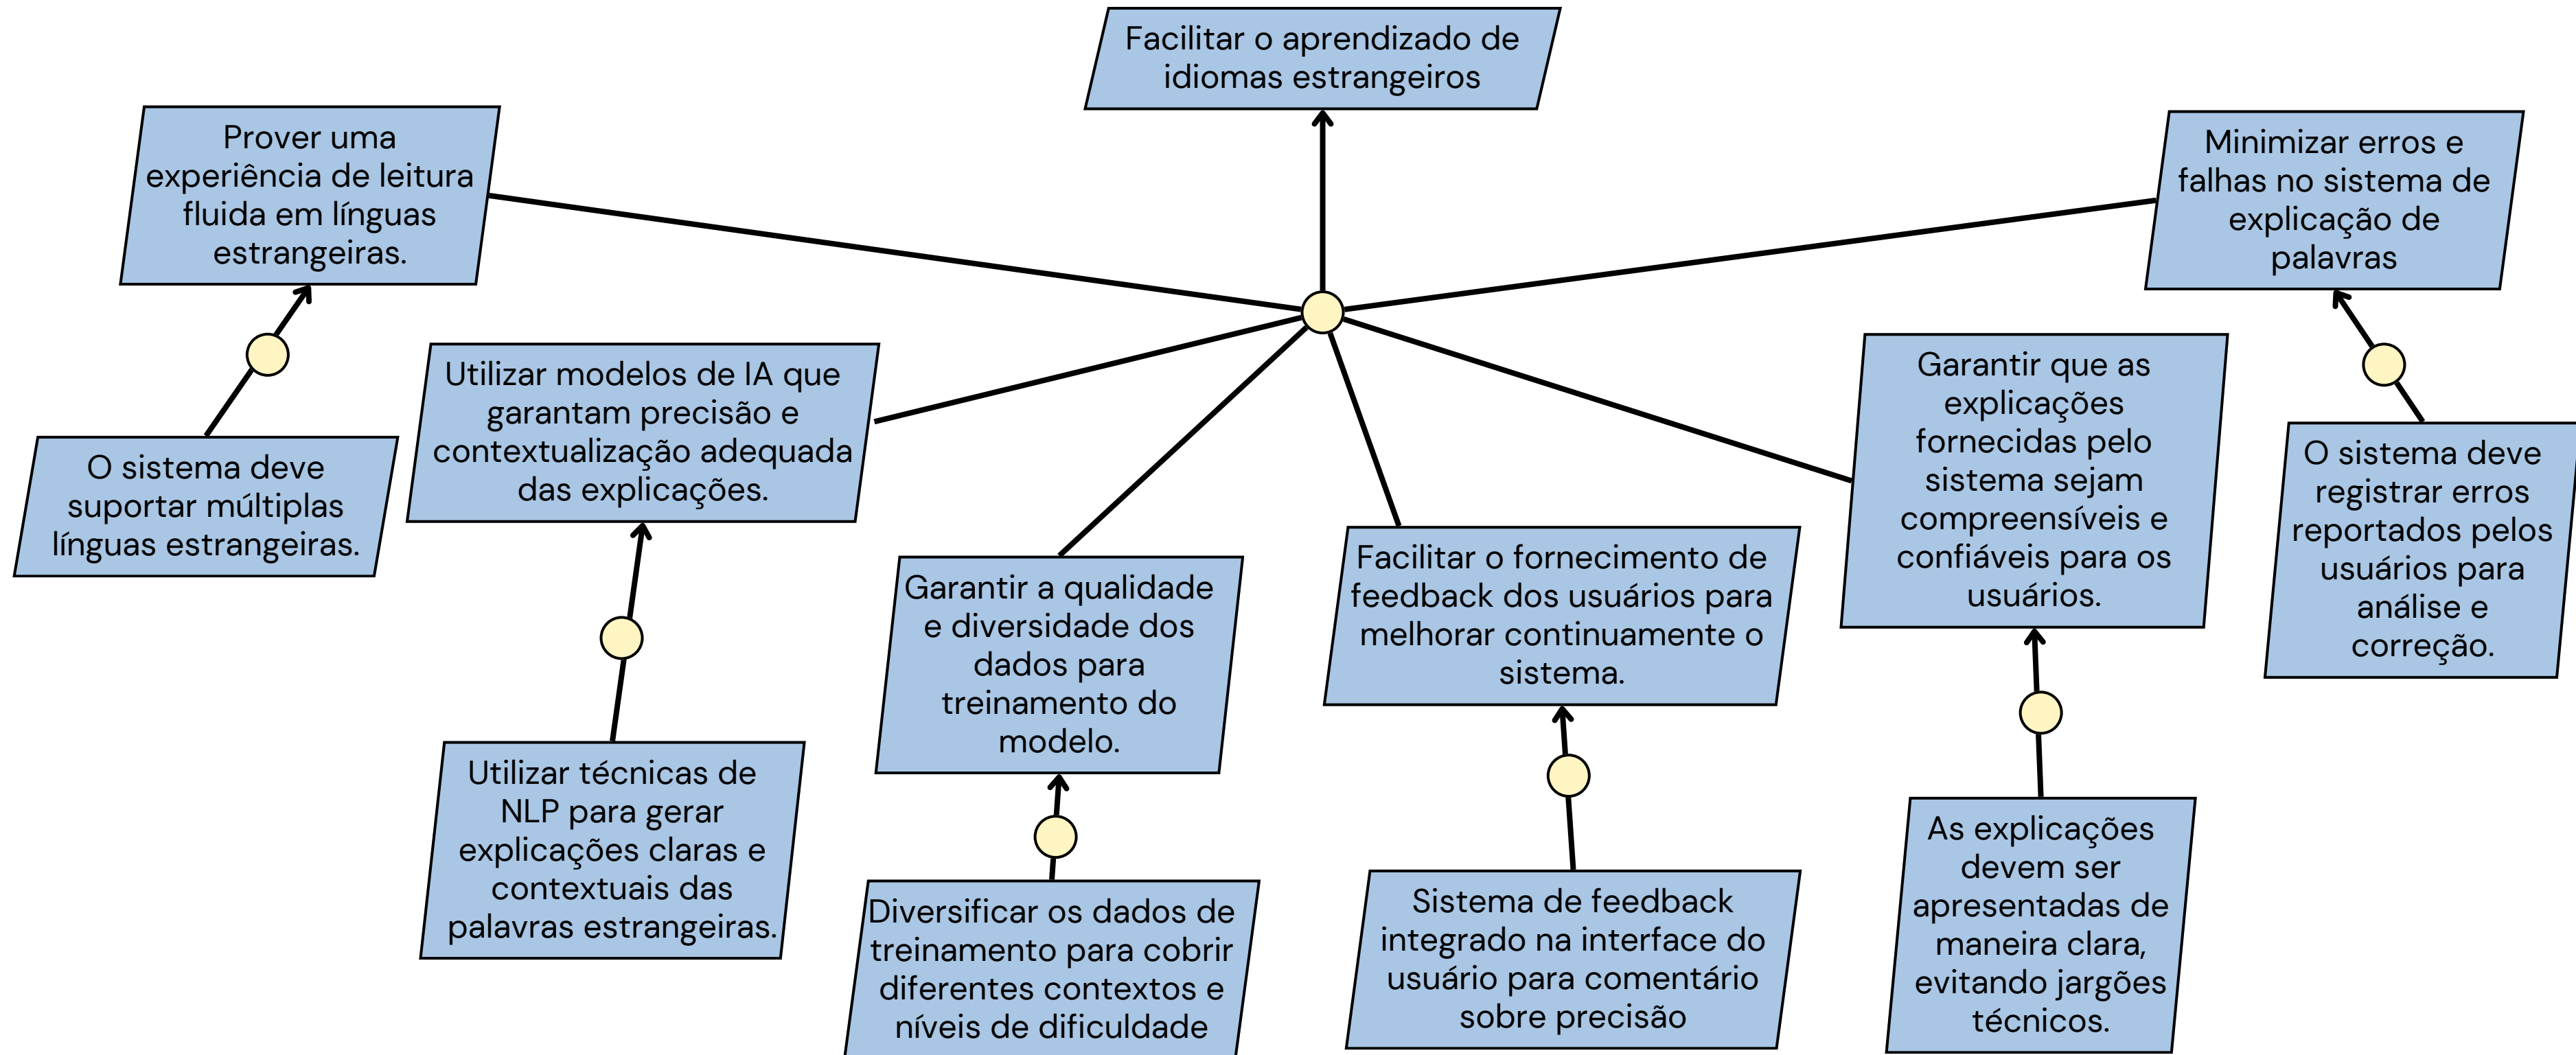 Facilitar o aprendizado de
idiomas estrangeiros
Prover uma
experiência de leitura
fluida em línguas
estrangeiras.
Minimizar erros e
falhas no sistema de
explicação de
palavras
O sistema deve
suportar múltiplas
línguas estrangeiras.
Utilizar modelos de IA que
garantam precisão e
contextualização adequada
das explicações.
Garantir a qualidade
e diversidade dos
dados para
treinamento do
modelo.
Facilitar o fornecimento de
feedback dos usuários para
melhorar continuamente o
sistema.
Garantir que as
explicações
fornecidas pelo
sistema sejam
compreensíveis e
confiáveis para os
usuários.
O sistema deve
registrar erros
reportados pelos
usuários para
análise e
correção.
Utilizar técnicas de
NLP para gerar
explicações claras e
contextuais das
palavras estrangeiras.
Diversificar os dados de
treinamento para cobrir
diferentes contextos e
níveis de dificuldade
Sistema de feedback
integrado na interface do
usuário para comentário
sobre precisão
As explicações
devem ser
apresentadas de
maneira clara,
evitando jargões
técnicos.